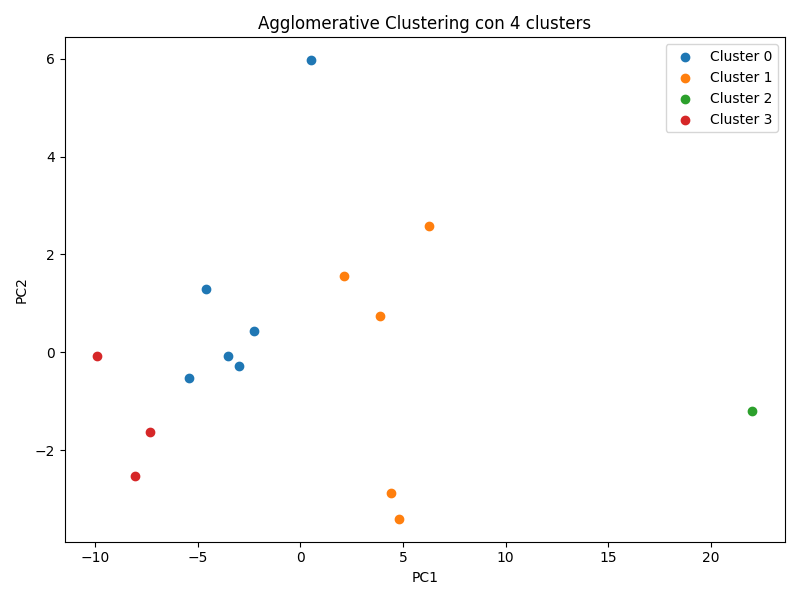 Agglomerative Clustering con 4 clusters
Cluster 0
Cluster 1
Cluster 2
Cluster 3
6
4
2
0
−2
PC2
−10
−5
0
5
10
15
20
PC1